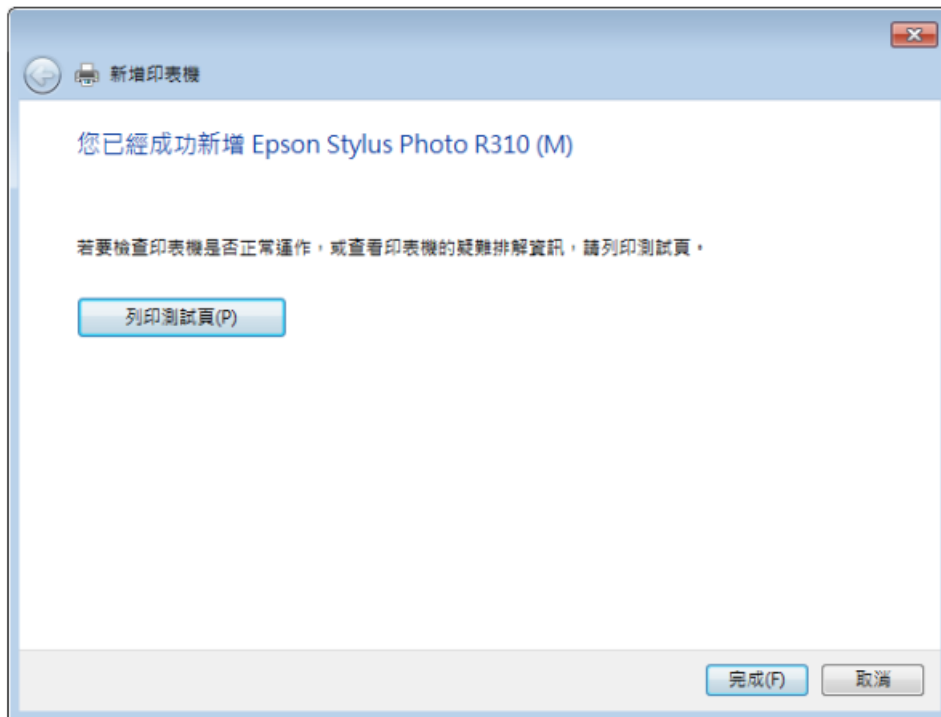 新增印表機
您已經成功新增 Epson Stylus Photo R310 (M)
若要檢查印表機是否正常運作，或查看印表機的疑難排解資訊，請列印測試頁。
列印測試頁(P)
完成(F)
取消